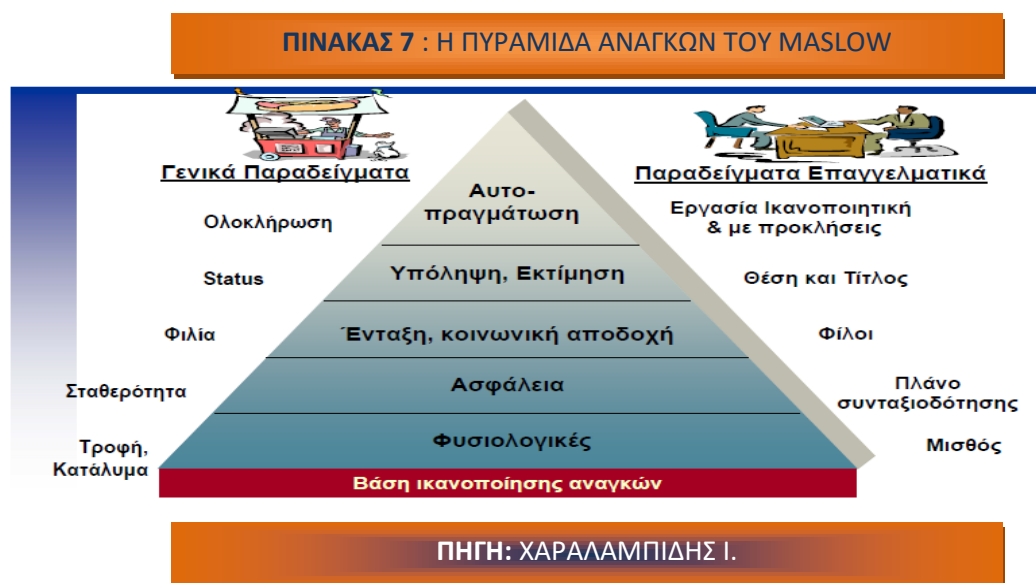 ΠΙΝΑΚΑΣ 7 : Η ΠΥΡΑΜΙΔΑ ΑΝΑΓΚΩΝ ΤΟΥ MASLOW
Γενικά Παραδείγματα
Παραδείγματα Επαγγελματικά
Αυτο-
πραγμάτωση
Ολοκλήρωση
Εργασία Ικανοποιητική
& με προκλήσεις
Status
Υπόληψη, Εκτίμηση
Θέση και Τίτλος
Φιλία
Ένταξη, κοινωνική αποδοχή
Φίλοι
Σταθερότητα
Ασφάλεια
Πλάνο
συνταξιοδότησης
Τροφή,
Κατάλυμα
Φυσιολογικές
Μισθός
Βάση ικανοποίησης αναγκών
ΠΗΓΗ: ΧΑΡΑΛΑΜΠΙΔΗΣ Ι.